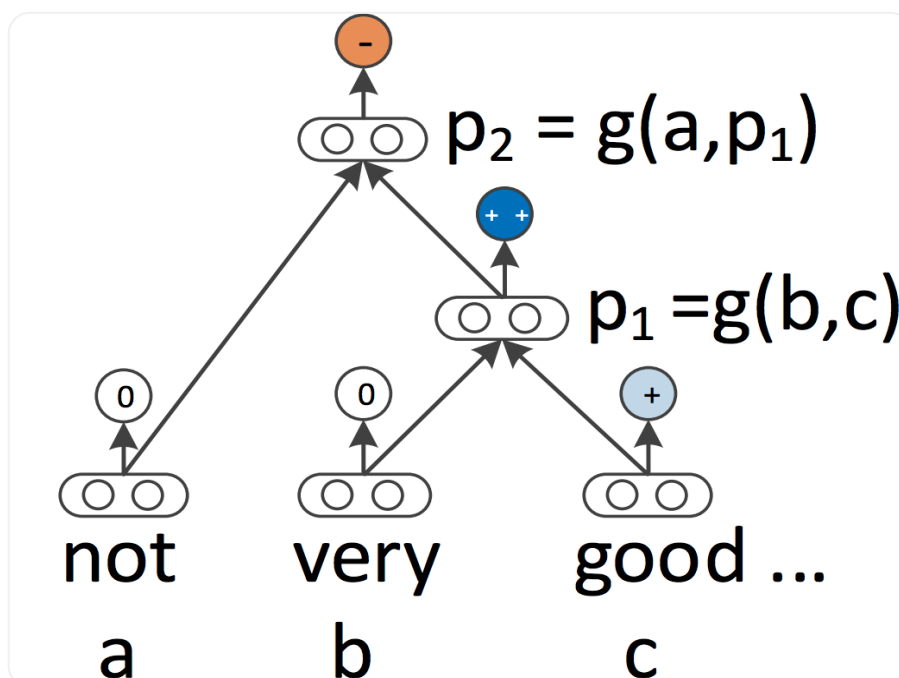 -
p₂ = g(a,p₁)
+ +
p₁ =g(b,c)
0 0 +
not very good ...
a b c